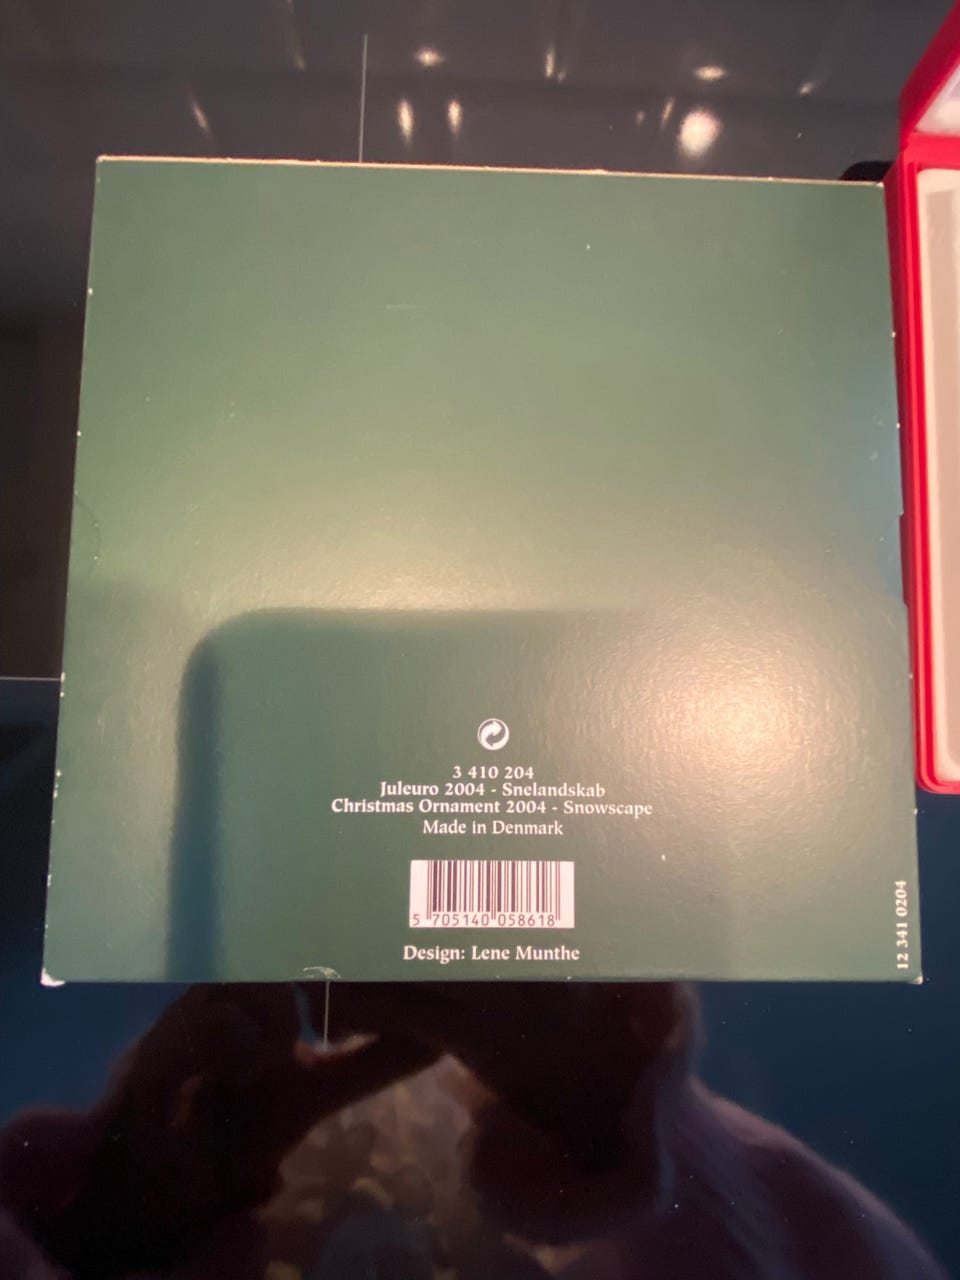 3 410 204
Juleuro 2004 - Snelandskab
Christmas Ornament 2004 - Snowscape
Made in Denmark
5 705140 058618
Design: Lene Munthe
12 341 0204